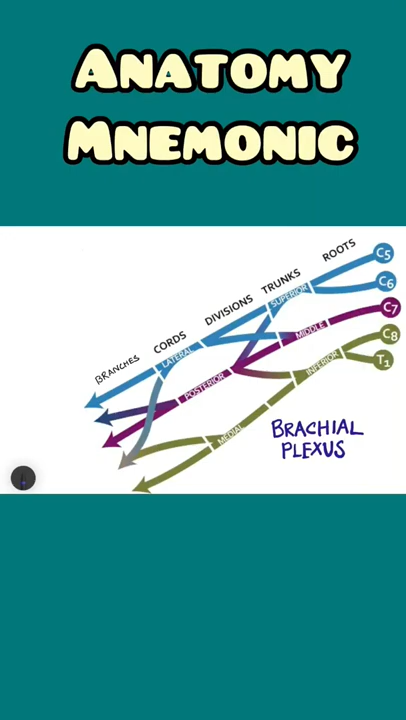 ANATOMY
MNEMONIC
ROOTS
TRUNKS
DIVISIONS
CORDS
BRANCHES
C5
C6
C7
C8
T1
SUPERIOR
MIDDLE
INFERIOR
LATERAL
POSTERIOR
MEDIAL
BRACHIAL
PLEXUS